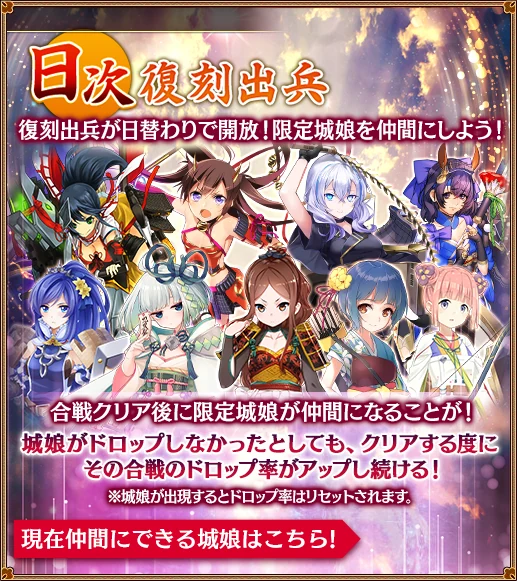 日次復刻出兵
復刻出兵が日替わりで開放！限定城娘を仲間にしよう！
合戦クリア後に限定城娘が仲間になることが！
城娘がドロップしなかったとしても、クリアする度に
その合戦のドロップ率がアップし続ける！
※城娘が出現するとドロップ率はリセットされます。
現在仲間にできる城娘はこちら！